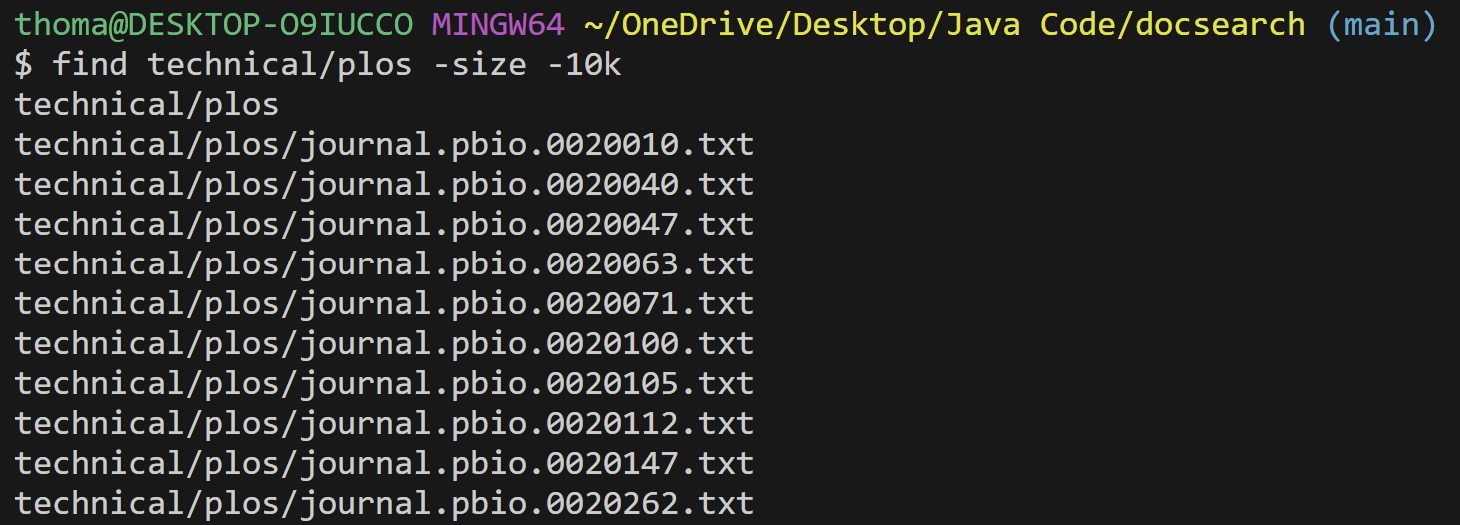 thoma@DESKTOP-O9IUCCO MINGW64 ~/OneDrive/Desktop/Java Code/docsearch (main)
$ find technical/plos -size -10k
technical/plos
technical/plos/journal.pbio.0020010.txt
technical/plos/journal.pbio.0020040.txt
technical/plos/journal.pbio.0020047.txt
technical/plos/journal.pbio.0020063.txt
technical/plos/journal.pbio.0020071.txt
technical/plos/journal.pbio.0020100.txt
technical/plos/journal.pbio.0020105.txt
technical/plos/journal.pbio.0020112.txt
technical/plos/journal.pbio.0020147.txt
technical/plos/journal.pbio.0020262.txt